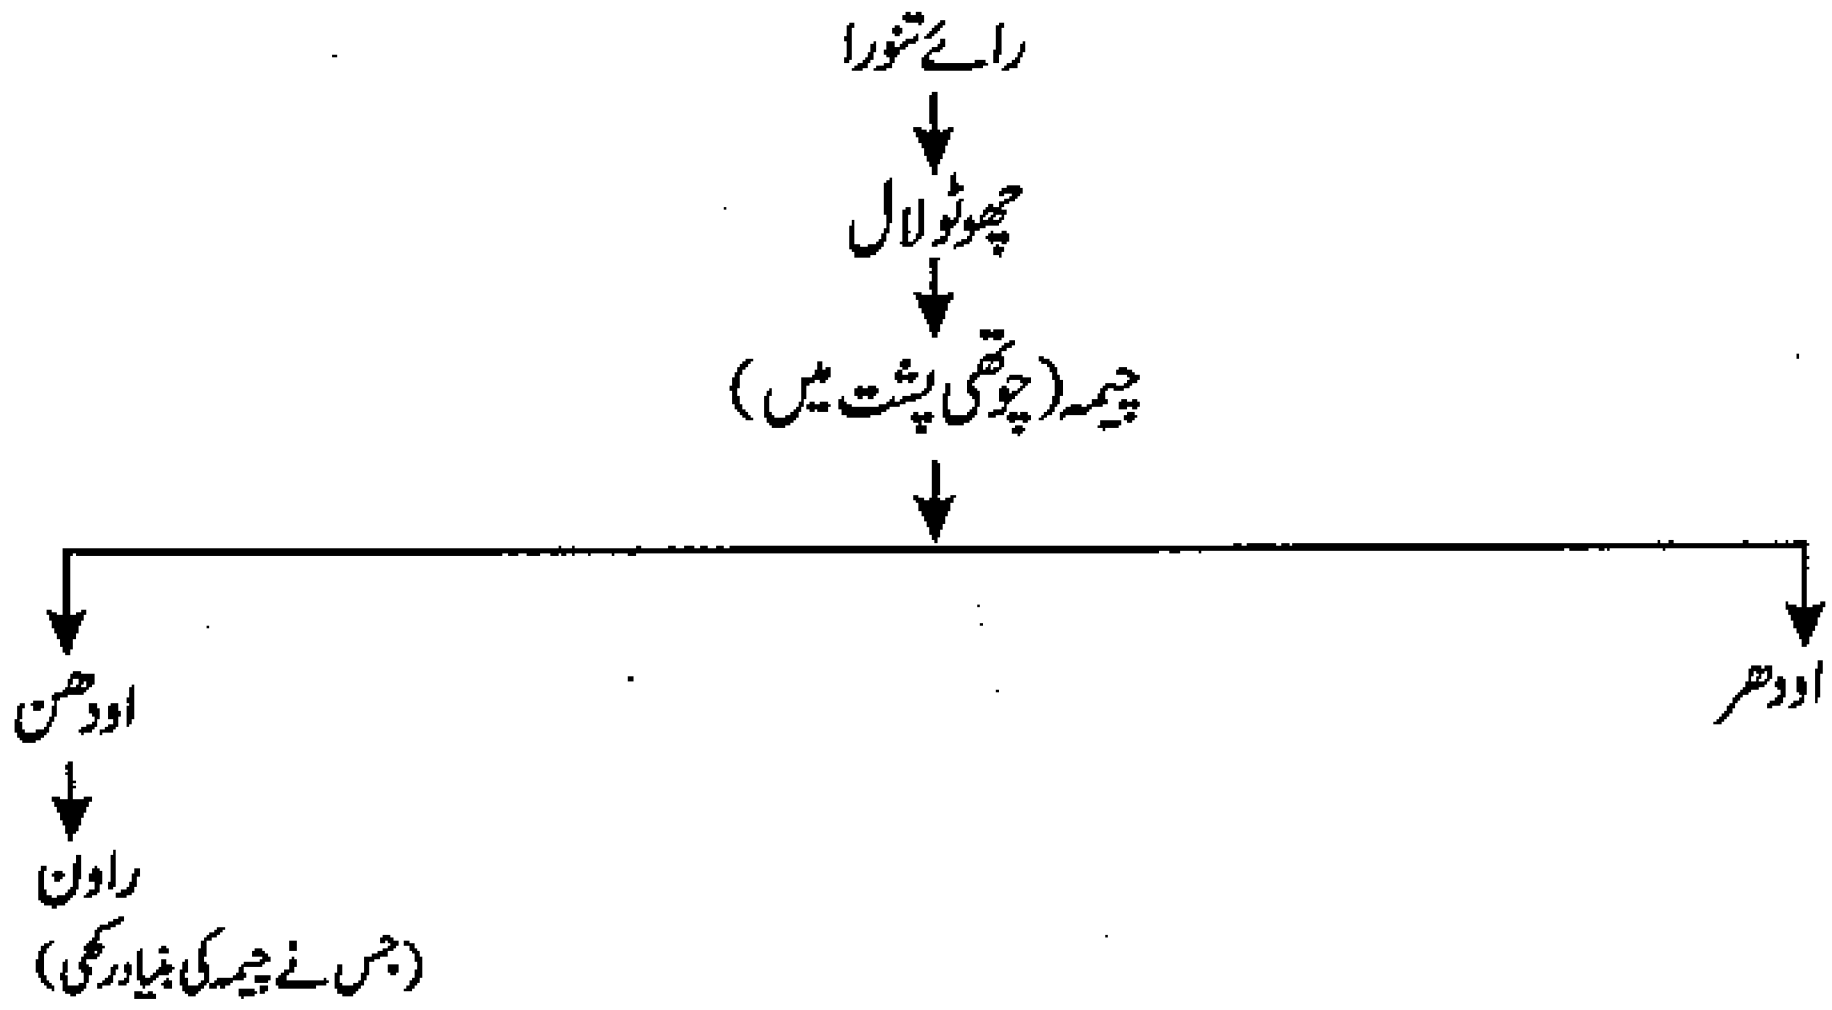 رائے تنورا
چھوٹو لال
چیمہ (چوتھی پشت میں)
اودھر
اودھن
راون
(جس نے چیمہ کی بنیاد رکھی)